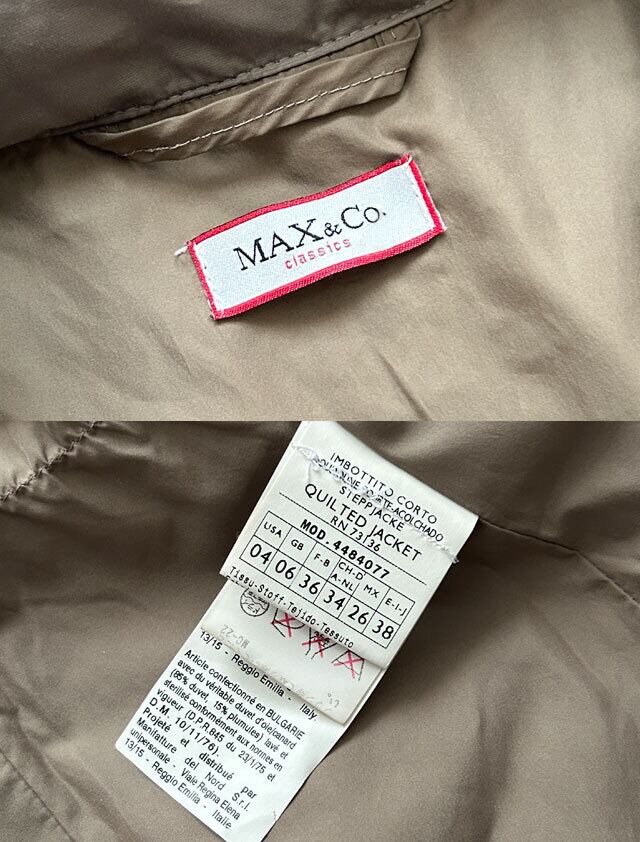 MAX&Co.
classics
IMBOTTITO CORTO
STEPPJACKE
QUILTED JACKET
RN 73136
MOD. 4484077
USA GB F-B CH-D A-NL MX E-I-J
04 06 36 34 26 38
Tissu-Stoff-Tejido-Tessuto
13/15 - Reggio Emilia - Italy.
Article confectionné en BULGARIE
avec du véritable duvet d'oie/canard
(85% duvet, 15% plumules) lavé et
sterilisé conformément aux normes en
vigueur (D.P.R.845 du 23/1/75 et
D.M. 10/11/76).
Projeté et distribué par
Manifatture del Nord S.r.l.
unipersonale. - Viale Regina Elena
13/15 - Reggio Emilia - Italie